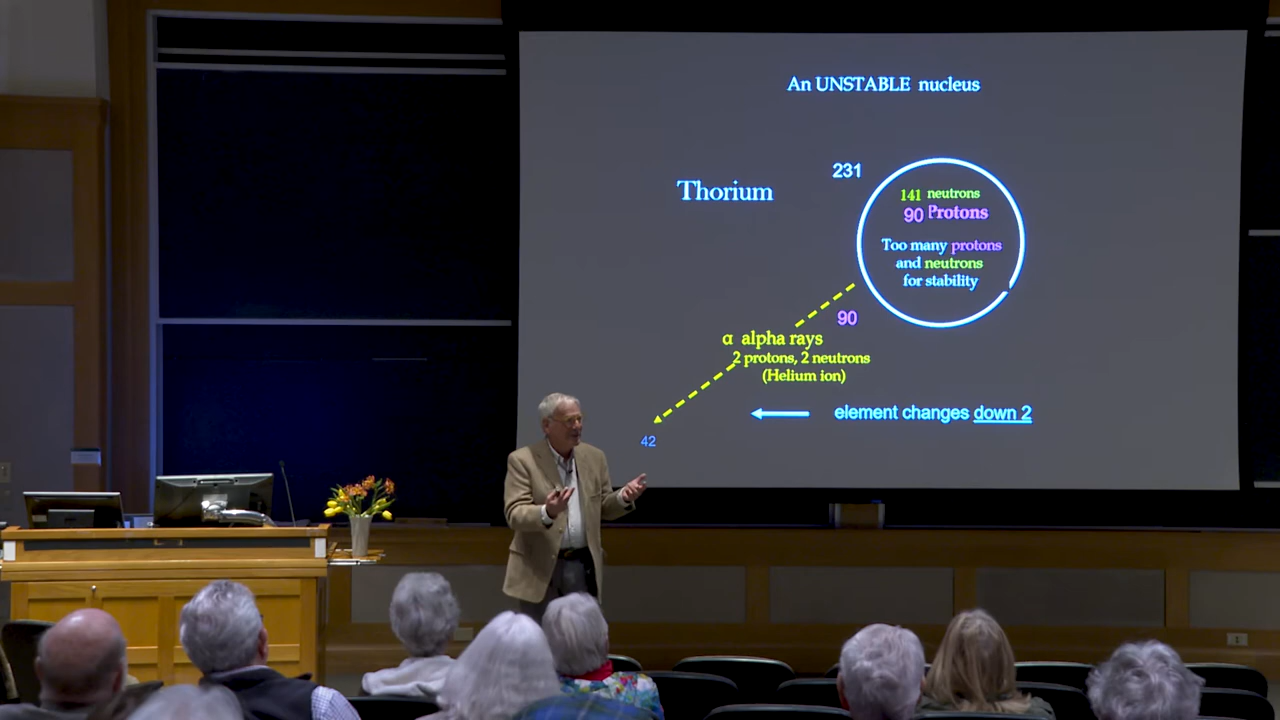 An UNSTABLE nucleus
231
Thorium
141 neutrons
90 Protons
Too many protons
and neutrons
for stability
90
α alpha rays
2 protons, 2 neutrons
(Helium ion)
element changes down 2
42